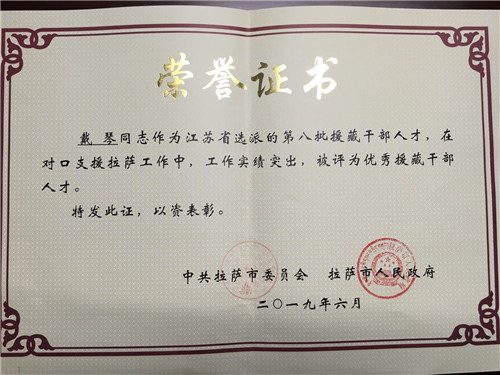 荣誉证书
戴琴同志作为江苏省选派的第八批援藏干部人才，在
对口支援拉萨工作中，工作实绩突出，被评为优秀援藏干部
人才。
特发此证，以资表彰。
中共拉萨市委员会 拉萨市人民政府
二〇一九年六月